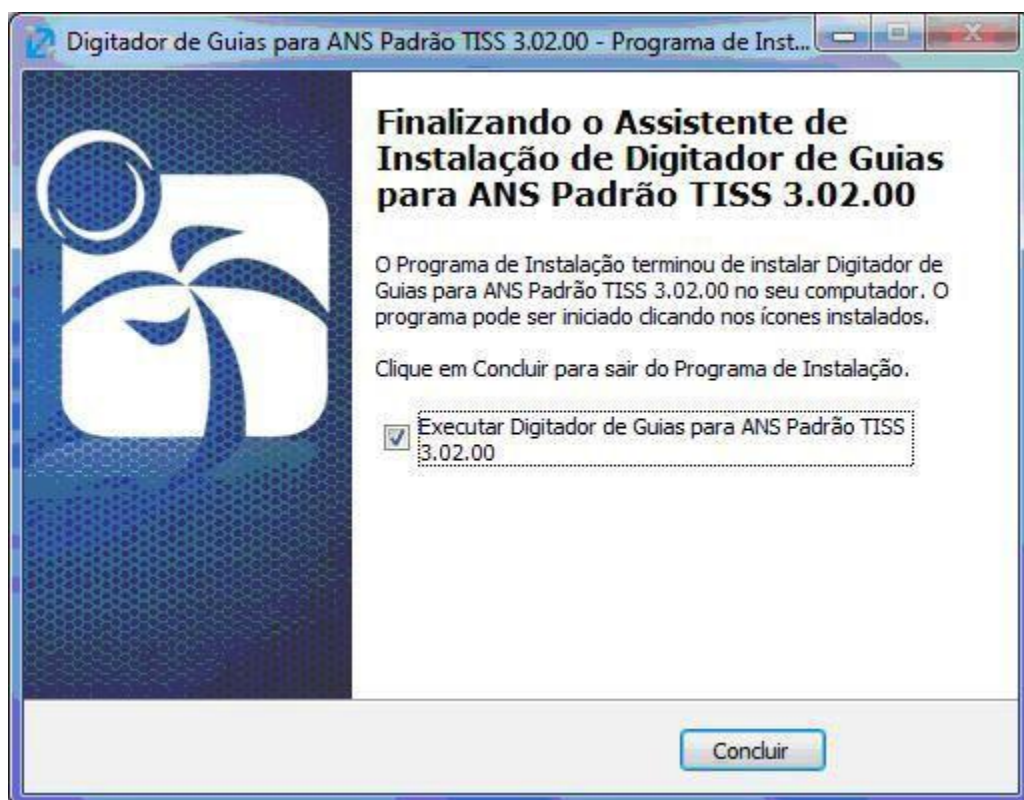 Digitador de Guias para ANS Padrão TISS 3.02.00 - Programa de Inst...
Finalizando o Assistente de
Instalação de Digitador de Guias
para ANS Padrão TISS 3.02.00
O Programa de Instalação terminou de instalar Digitador de
Guias para ANS Padrão TISS 3.02.00 no seu computador. O
programa pode ser iniciado clicando nos ícones instalados.
Clique em Concluir para sair do Programa de Instalação.
Executar Digitador de Guias para ANS Padrão TISS
3.02.00
Concluir